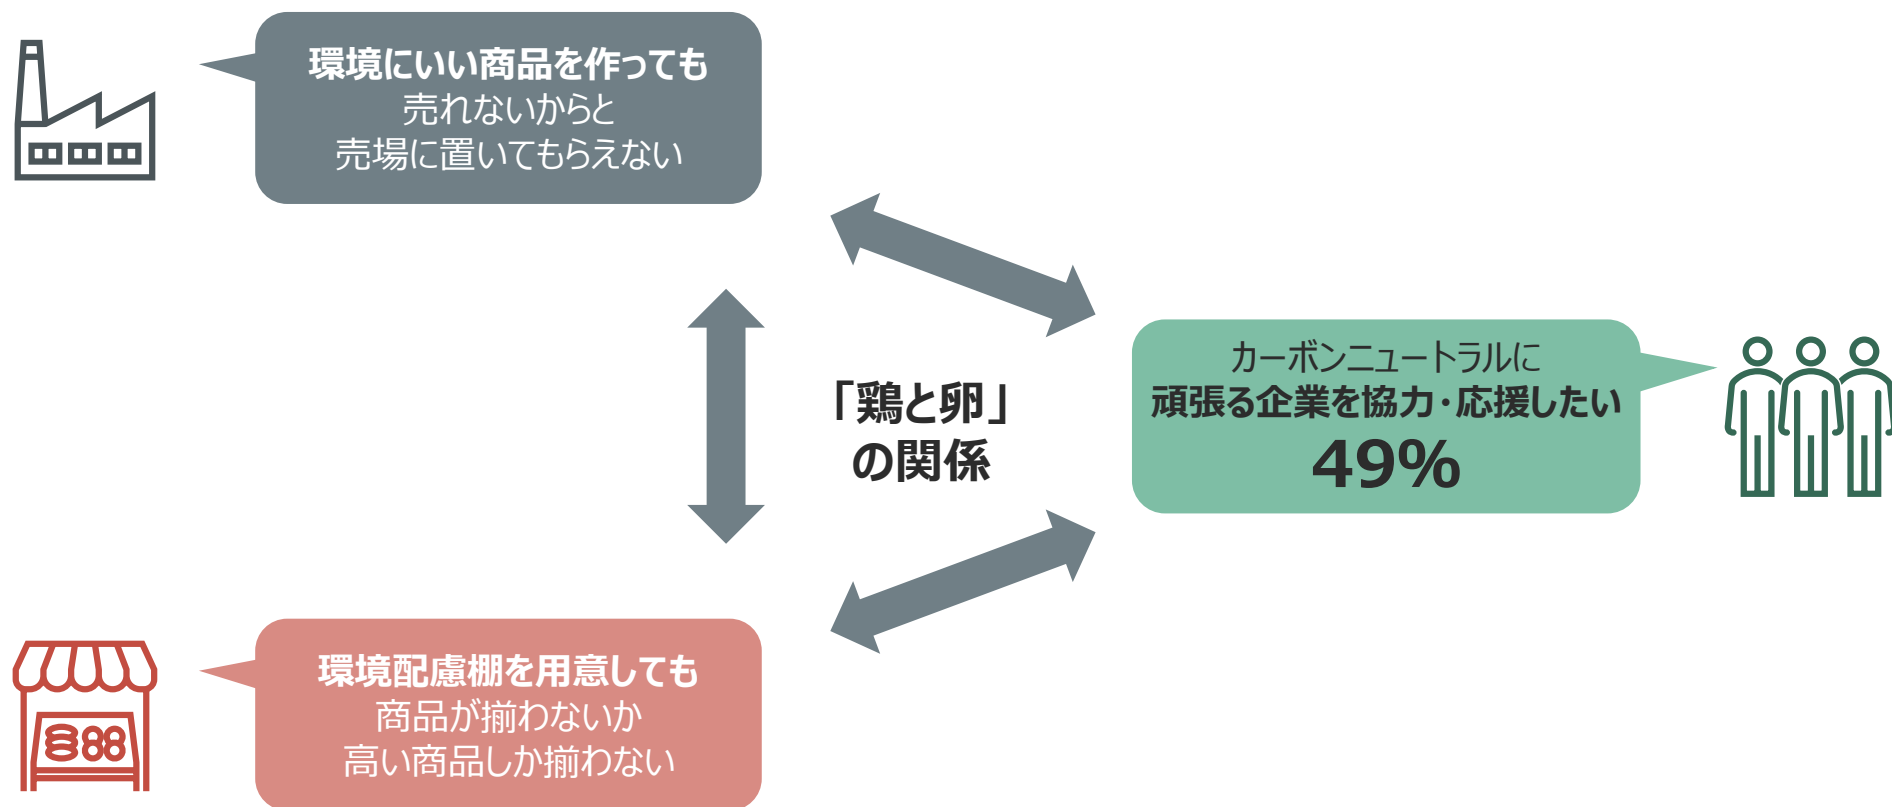 環境にいい商品を作っても
売れないからと
売場に置いてもらえない
カーボンニュートラルに
頑張る企業を協力・応援したい
49%
「鶏と卵」
の関係
環境配慮棚を用意しても
商品が揃わないか
高い商品しか揃わない